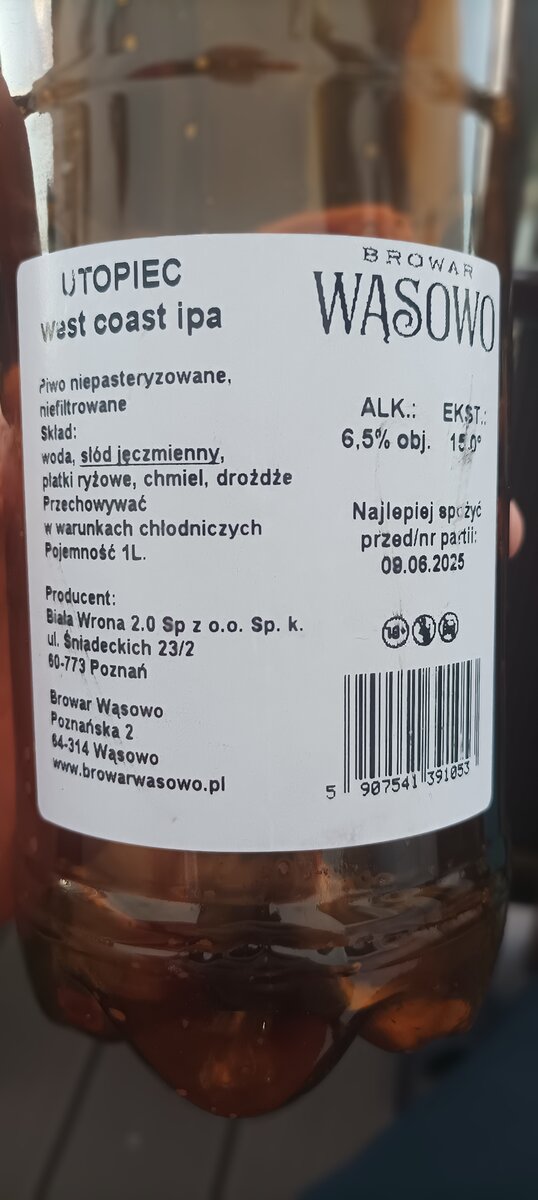 UTOPIEC
west coast ipa
Piwo niepasteryzowane,
niefiltrowane
Skład:
woda, słód jęczmienny,
płatki ryżowe, chmiel, drożdże
Przechowywać
w warunkach chłodniczych
Pojemność 1L.
Producent:
Biała Wrona 2.0 Sp z o.o. Sp. k.
ul. Śniadeckich 23/2
60-773 Poznań
Browar Wąsowo
Poznańska 2
64-314 Wąsowo
www.browarwasowo.pl
BROWAR
WĄSOWO
ALK.: EKST.:
6,5% obj. 15.0°
Najlepiej spożyć
przed/nr partii:
09.06.2025
18+
5 907541 391053